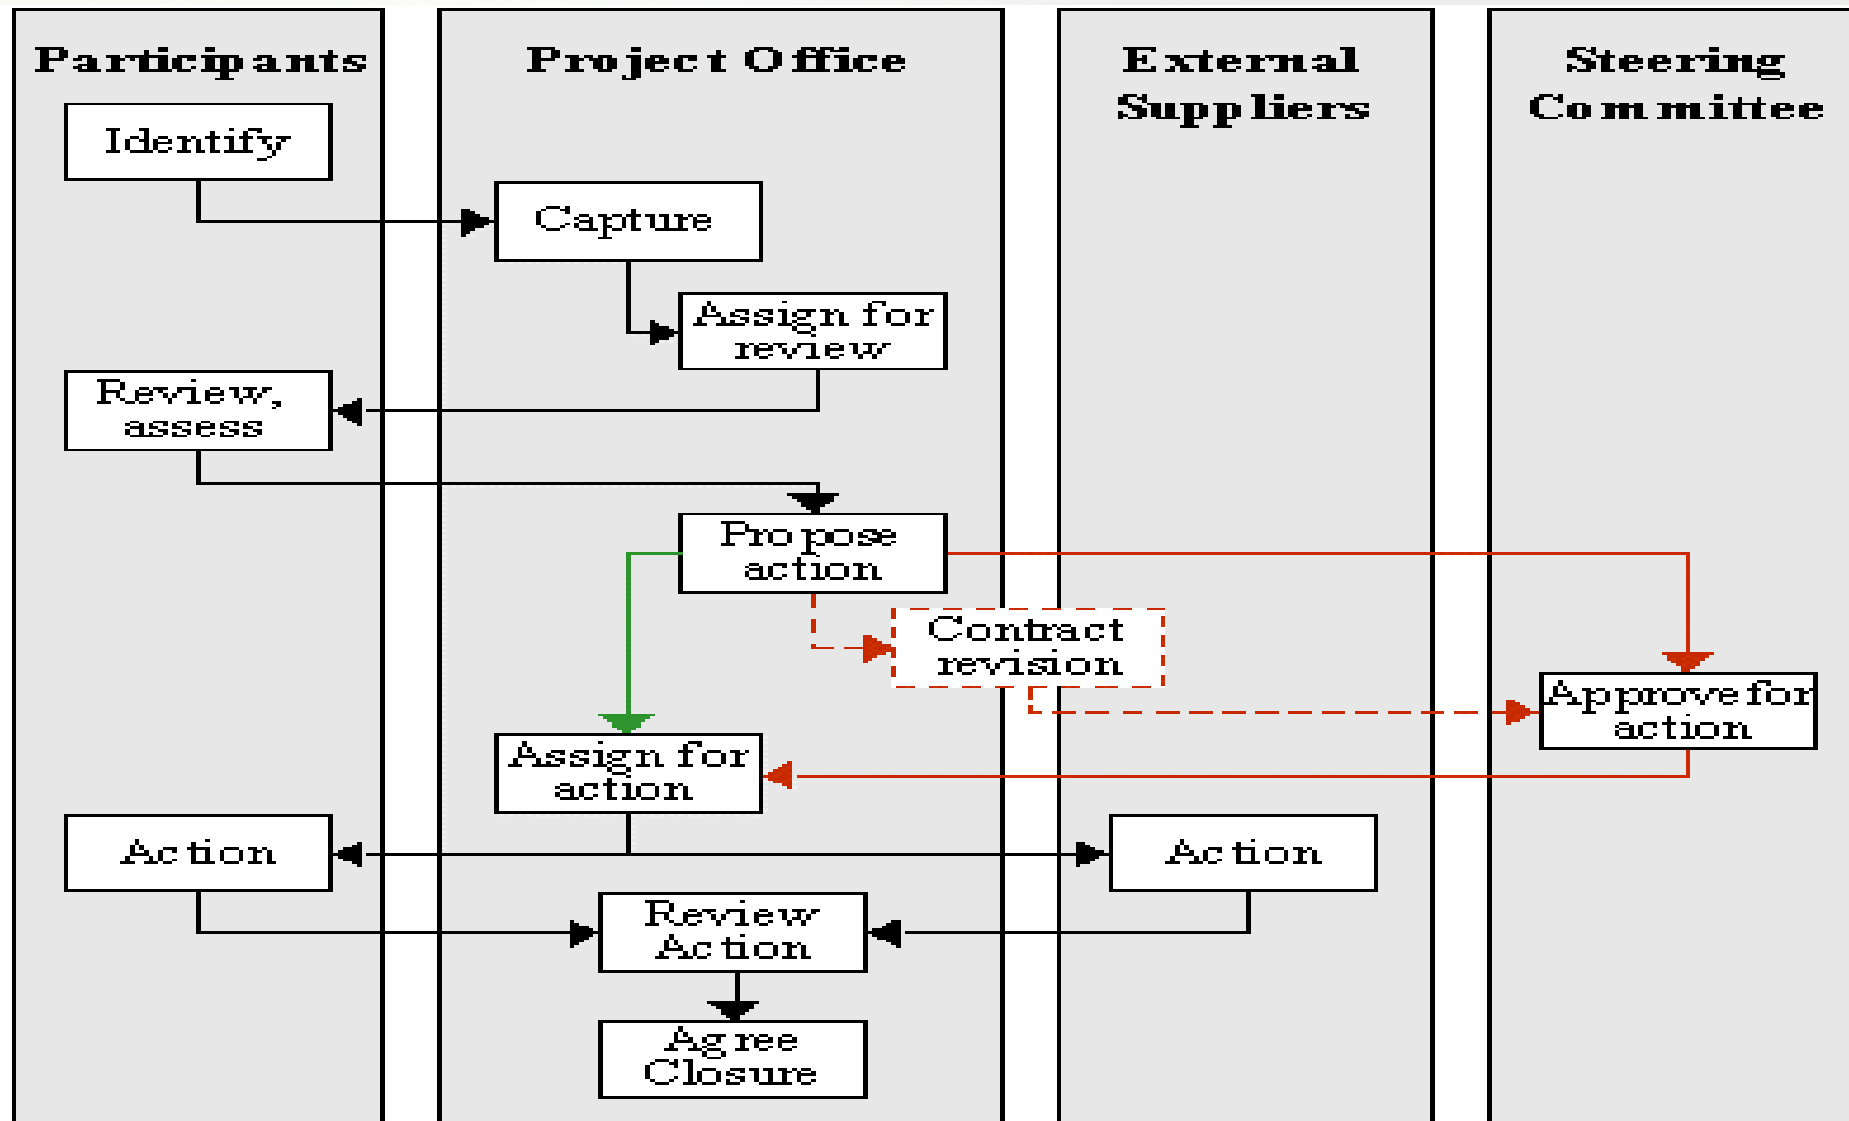 Participants
Project Office
External
Suppliers
Steering
Committee
Identify
Capture
Assign for
review
Review,
assess
Propose
action
Contract
revision
Approve for
action
Assign for
action
Action
Action
Review
Action
Agree
Closure